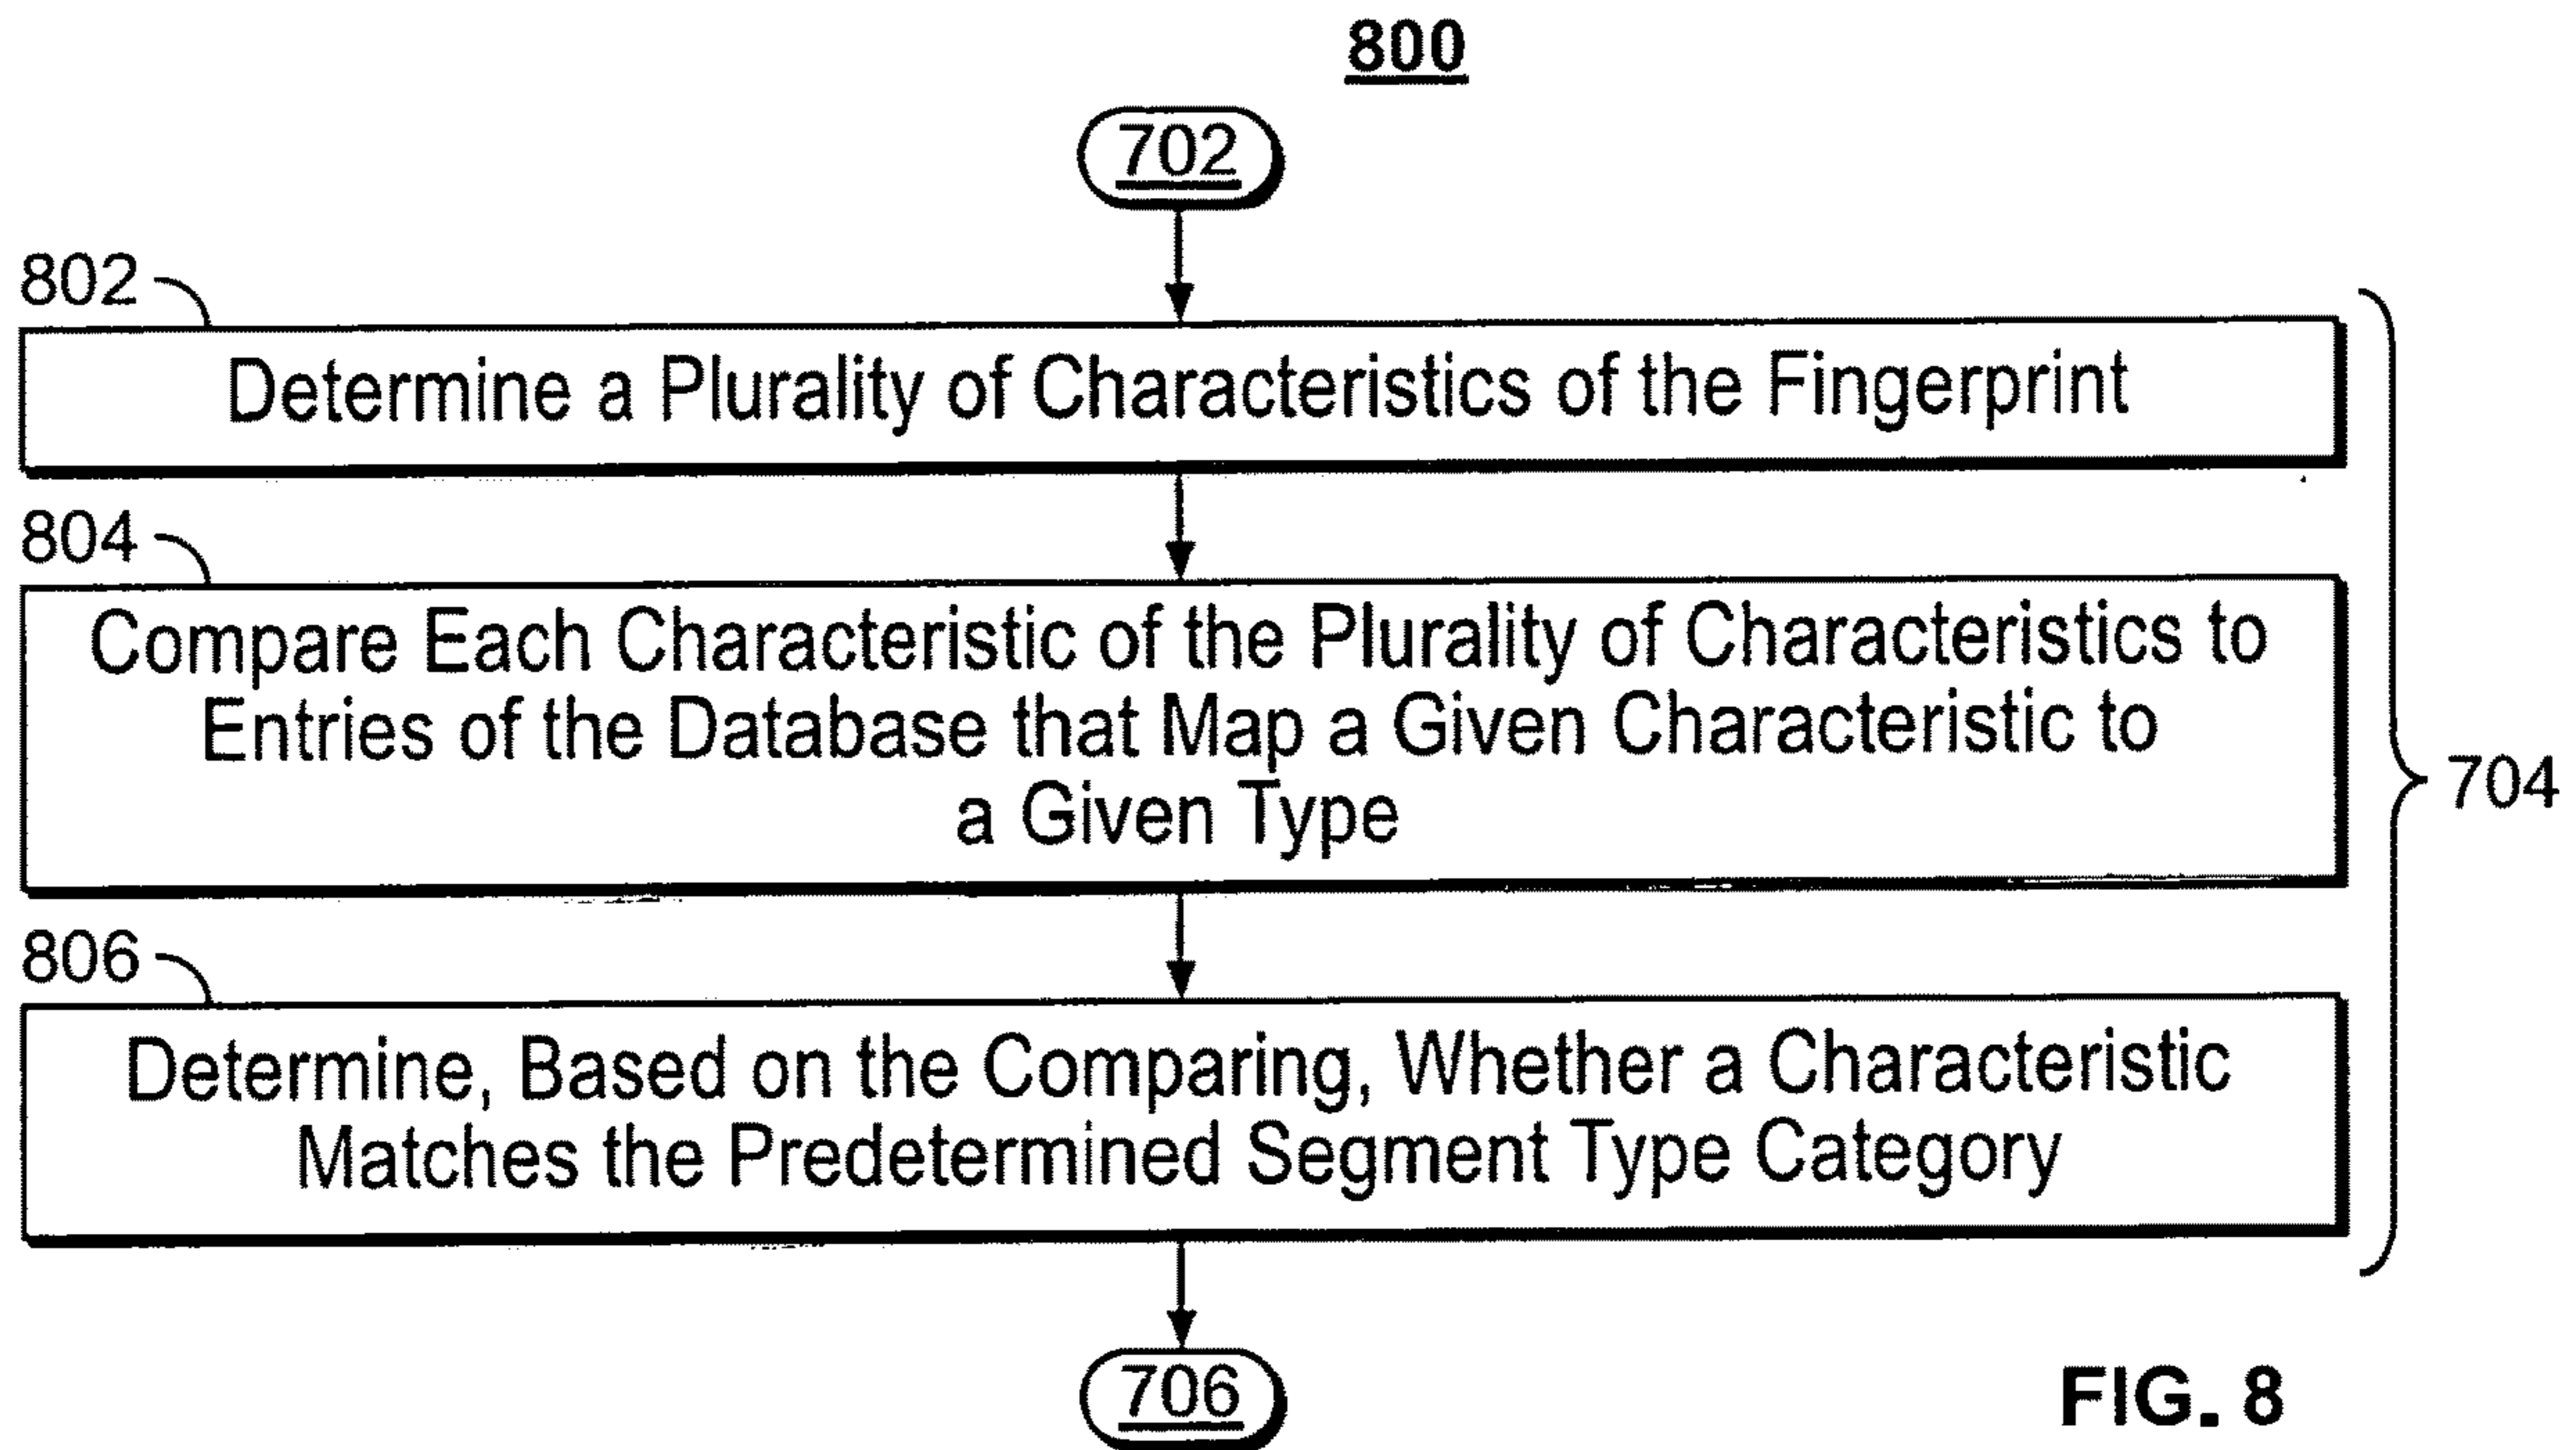 800
702
802
Determine a Plurality of Characteristics of the Fingerprint
804
Compare Each Characteristic of the Plurality of Characteristics to
Entries of the Database that Map a Given Characteristic to
a Given Type
704
806
Determine, Based on the Comparing, Whether a Characteristic
Matches the Predetermined Segment Type Category
706
FIG. 8